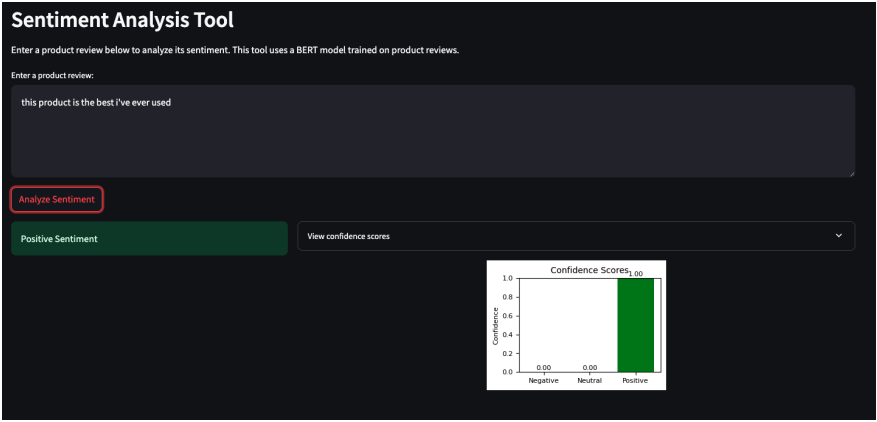 Sentiment Analysis Tool
Enter a product review below to analyze its sentiment. This tool uses a BERT model trained on product reviews.
Enter a product review:
this product is the best i've ever used
Analyze Sentiment
Positive Sentiment
View confidence scores
Confidence Scores
1.00
1.0
0.8
0.6
0.4
0.2
0.0
Confidence
0.00
0.00
Negative
Neutral
Positive